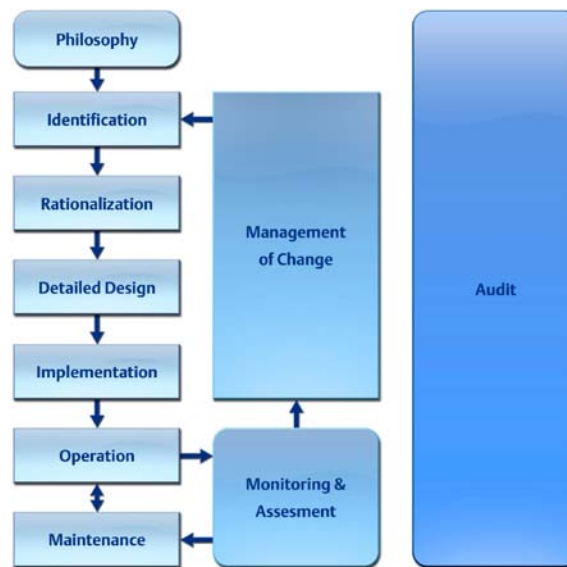 Philosophy
Identification
Rationalization
Detailed Design
Implementation
Operation
Maintenance
Management
of Change
Monitoring &
Assesment
Audit